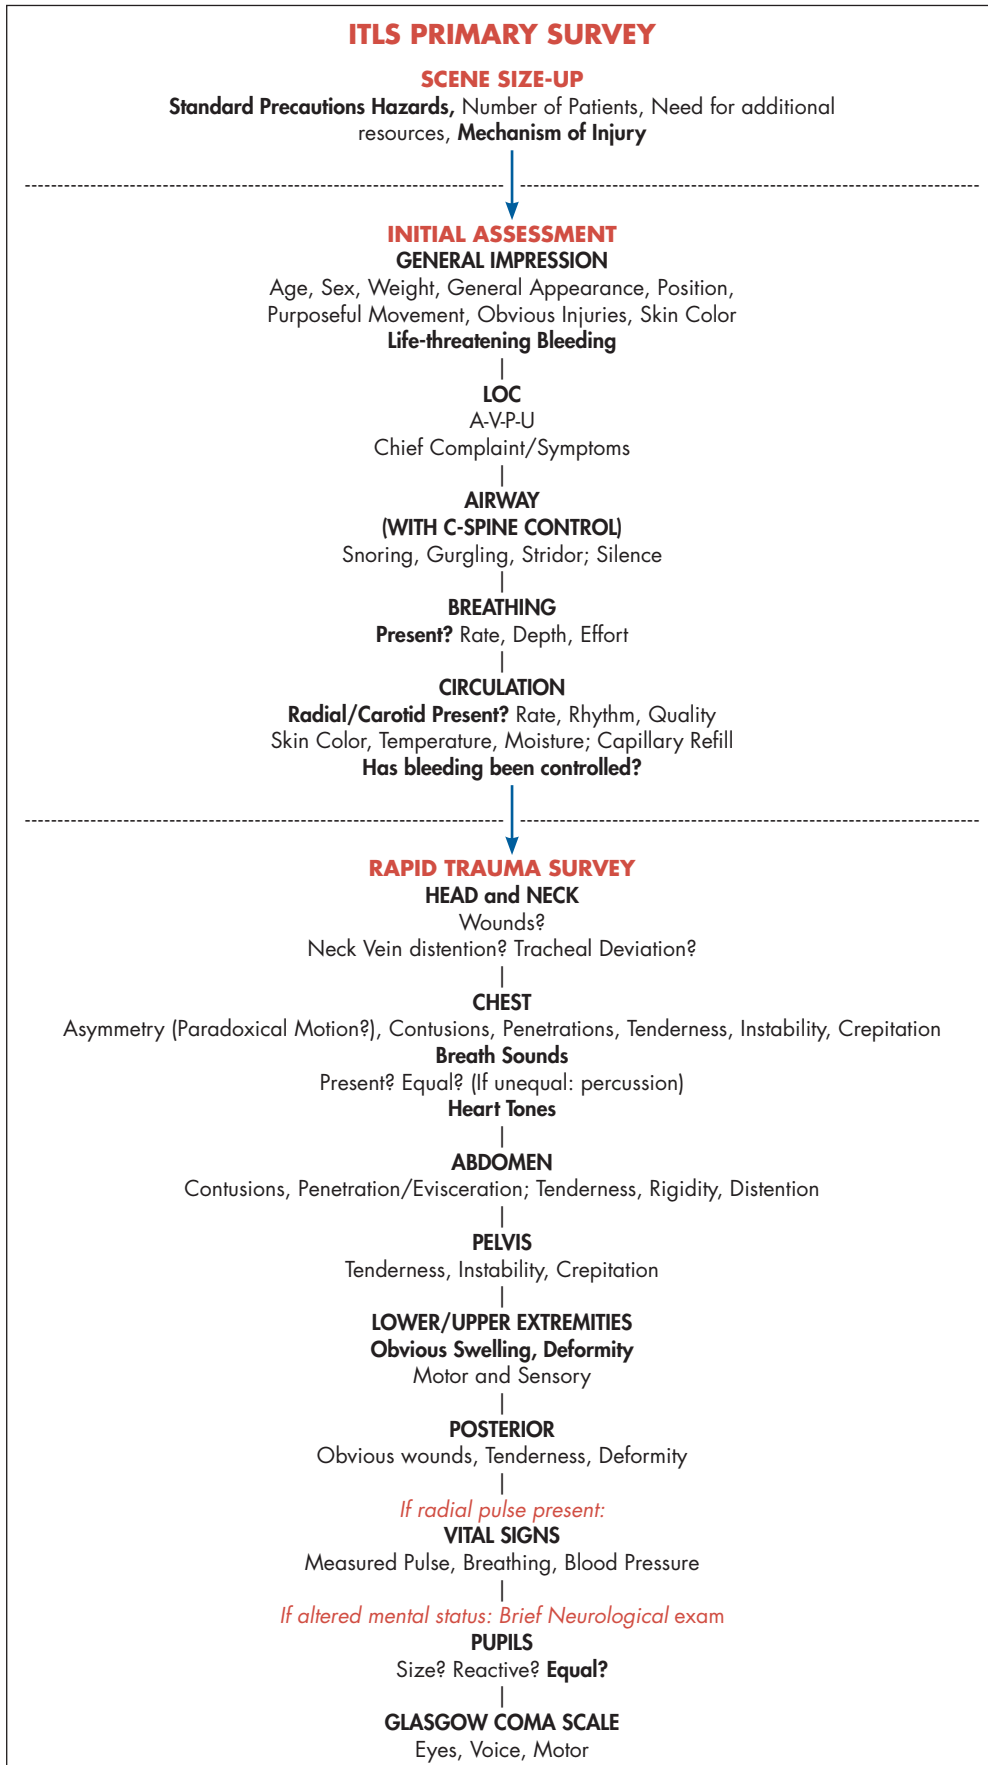 ITLS PRIMARY SURVEY
SCENE SIZE-UP
Standard Precautions Hazards, Number of Patients, Need for additional
resources, Mechanism of Injury
INITIAL ASSESSMENT
GENERAL IMPRESSION
Age, Sex, Weight, General Appearance, Position,
Purposeful Movement, Obvious Injuries, Skin Color
Life-threatening Bleeding
LOC
A-V-P-U
Chief Complaint/Symptoms
AIRWAY
(WITH C-SPINE CONTROL)
Snoring, Gurgling, Stridor; Silence
BREATHING
Present? Rate, Depth, Effort
CIRCULATION
Radial/Carotid Present? Rate, Rhythm, Quality
Skin Color, Temperature, Moisture; Capillary Refill
Has bleeding been controlled?
RAPID TRAUMA SURVEY
HEAD and NECK
Wounds?
Neck Vein distention? Tracheal Deviation?
CHEST
Asymmetry (Paradoxical Motion?), Contusions, Penetrations, Tenderness, Instability, Crepitation
Breath Sounds
Present? Equal? (If unequal: percussion)
Heart Tones
ABDOMEN
Contusions, Penetration/Evisceration; Tenderness, Rigidity, Distention
PELVIS
Tenderness, Instability, Crepitation
LOWER/UPPER EXTREMITIES
Obvious Swelling, Deformity
Motor and Sensory
POSTERIOR
Obvious wounds, Tenderness, Deformity
If radial pulse present:
VITAL SIGNS
Measured Pulse, Breathing, Blood Pressure
If altered mental status: Brief Neurological exam
PUPILS
Size? Reactive? Equal?
GLASGOW COMA SCALE
Eyes, Voice, Motor